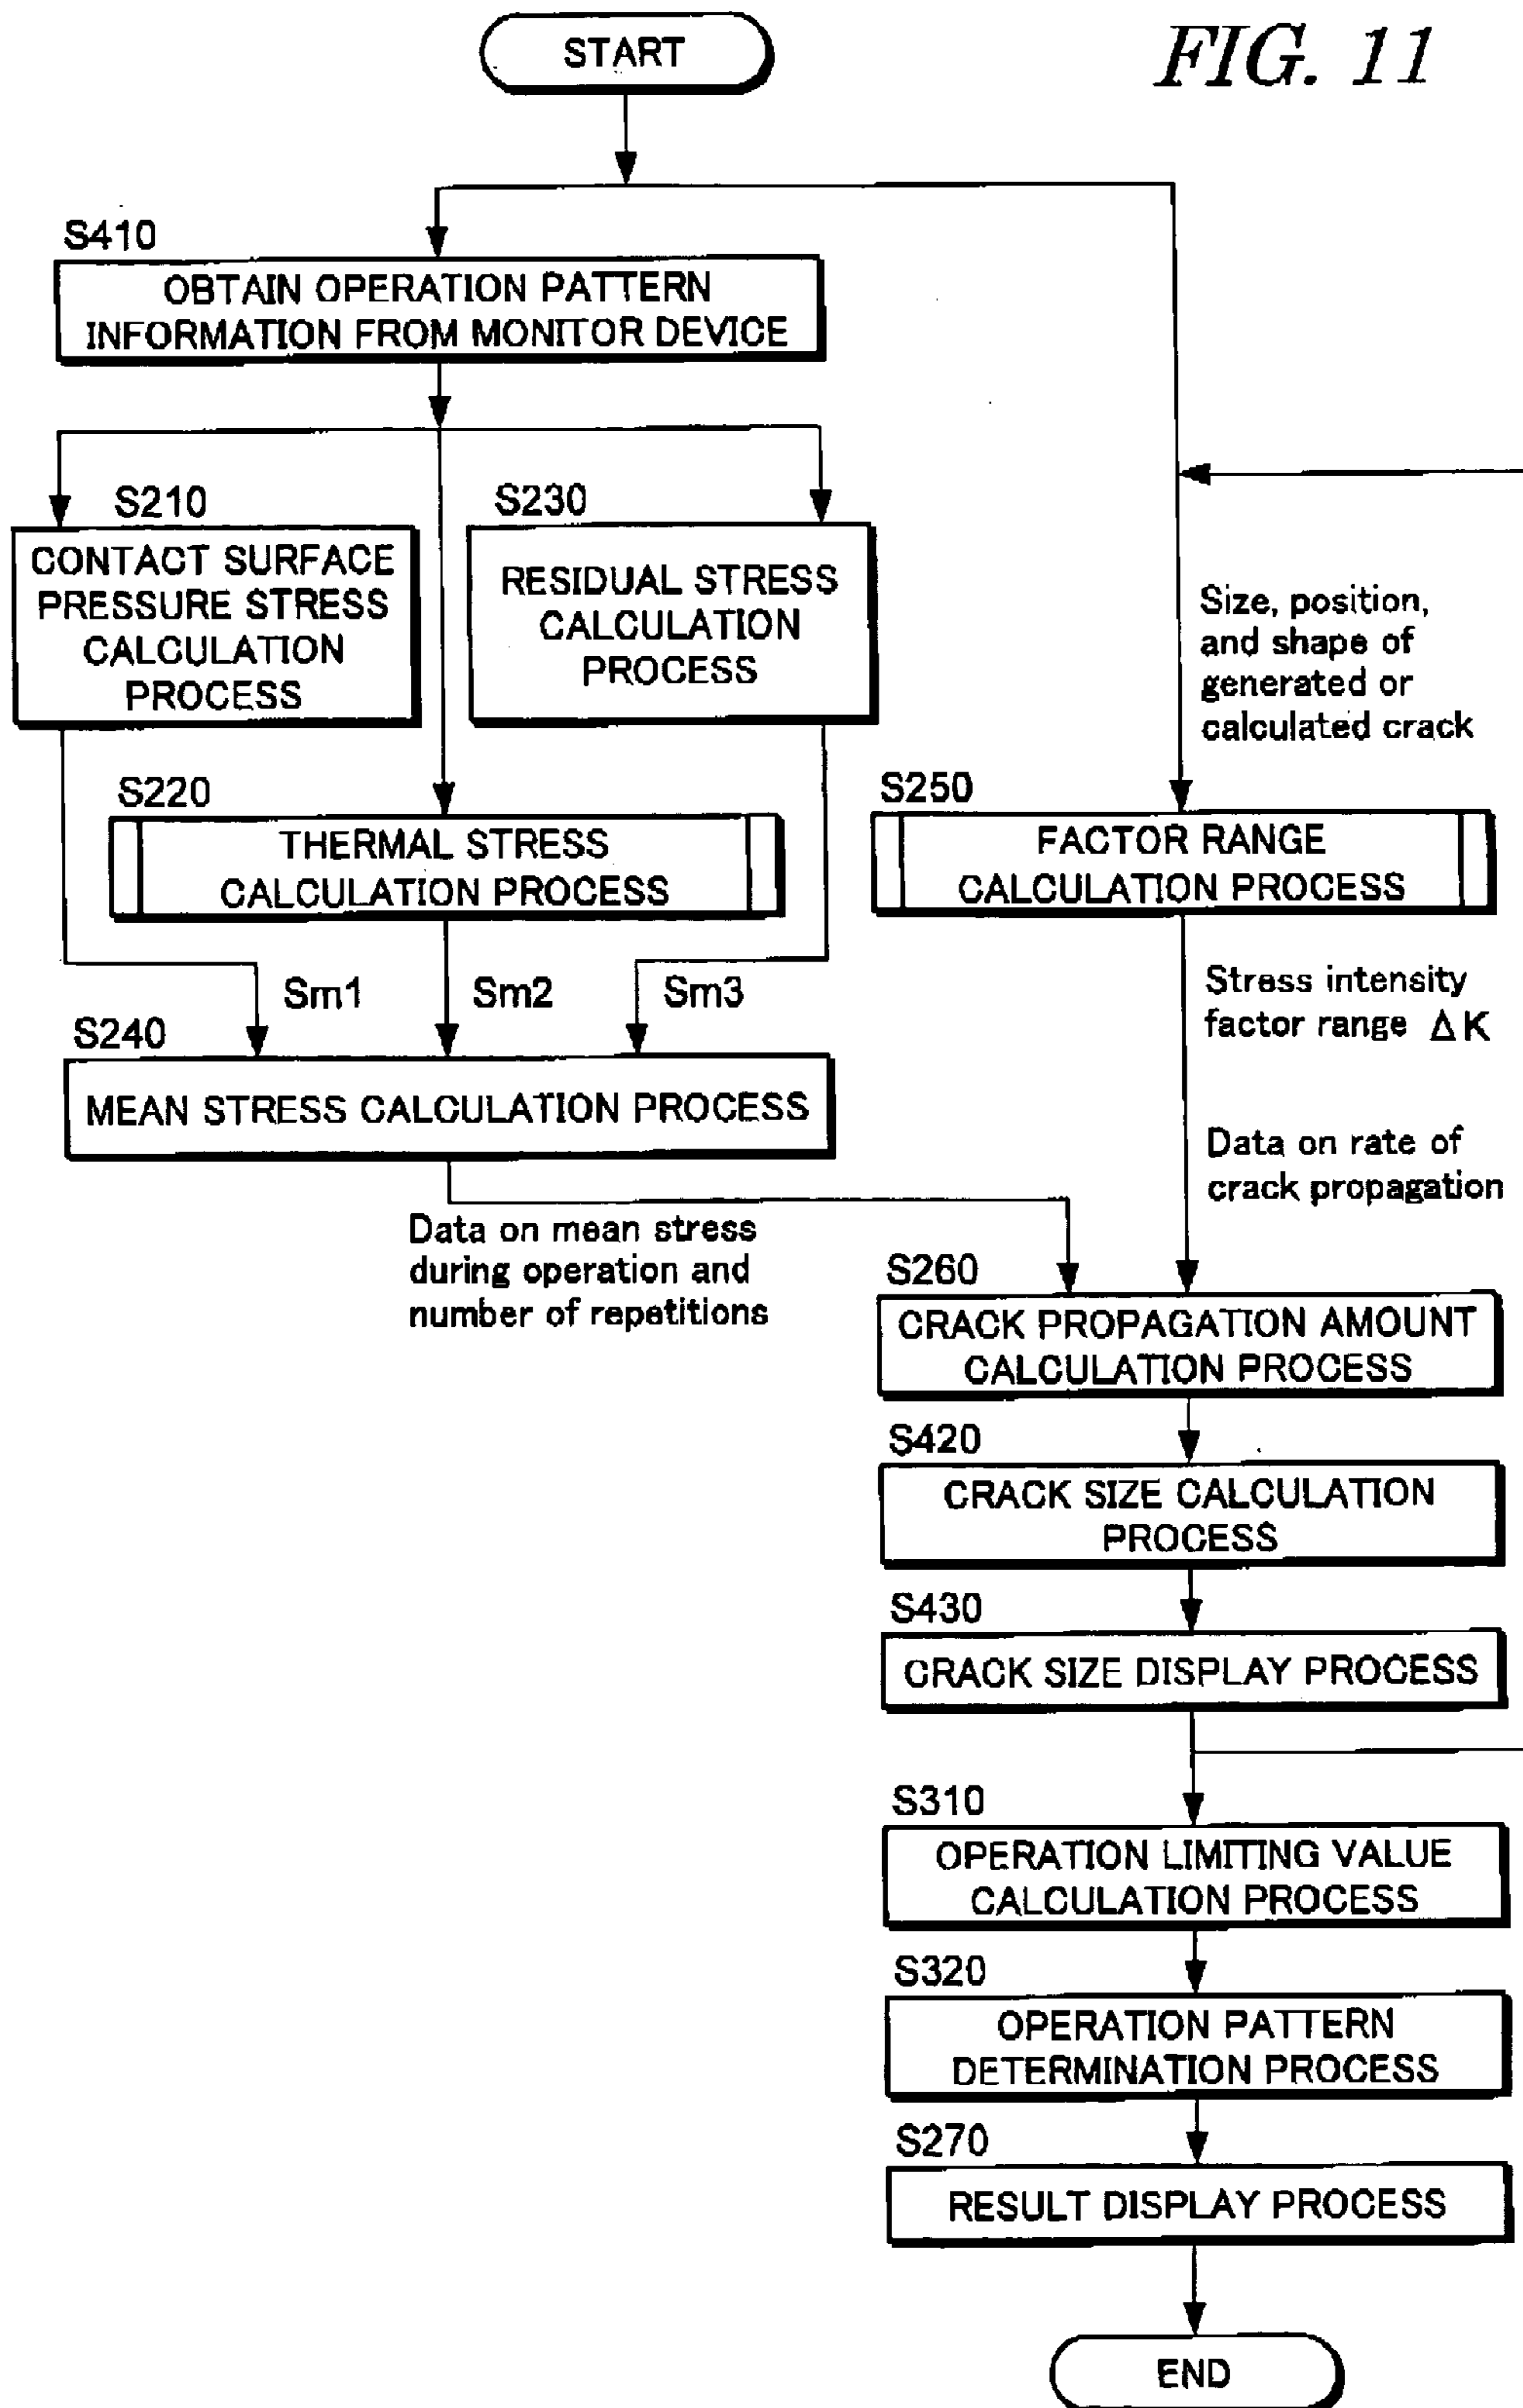 START
FIG. 11
S410
OBTAIN OPERATION PATTERN
INFORMATION FROM MONITOR DEVICE
S210
CONTACT SURFACE
PRESSURE STRESS
CALCULATION
PROCESS
S230
RESIDUAL STRESS
CALCULATION
PROCESS
Size, position,
and shape of
generated or
calculated crack
S220
THERMAL STRESS
CALCULATION PROCESS
S250
FACTOR RANGE
CALCULATION PROCESS
Sm1
Sm2
Sm3
Stress intensity
factor range ΔK
S240
MEAN STRESS CALCULATION PROCESS
Data on rate of
crack propagation
Data on mean stress
during operation and
number of repetitions
S260
CRACK PROPAGATION AMOUNT
CALCULATION PROCESS
S420
CRACK SIZE CALCULATION
PROCESS
S430
CRACK SIZE DISPLAY PROCESS
S310
OPERATION LIMITING VALUE
CALCULATION PROCESS
S320
OPERATION PATTERN
DETERMINATION PROCESS
S270
RESULT DISPLAY PROCESS
END